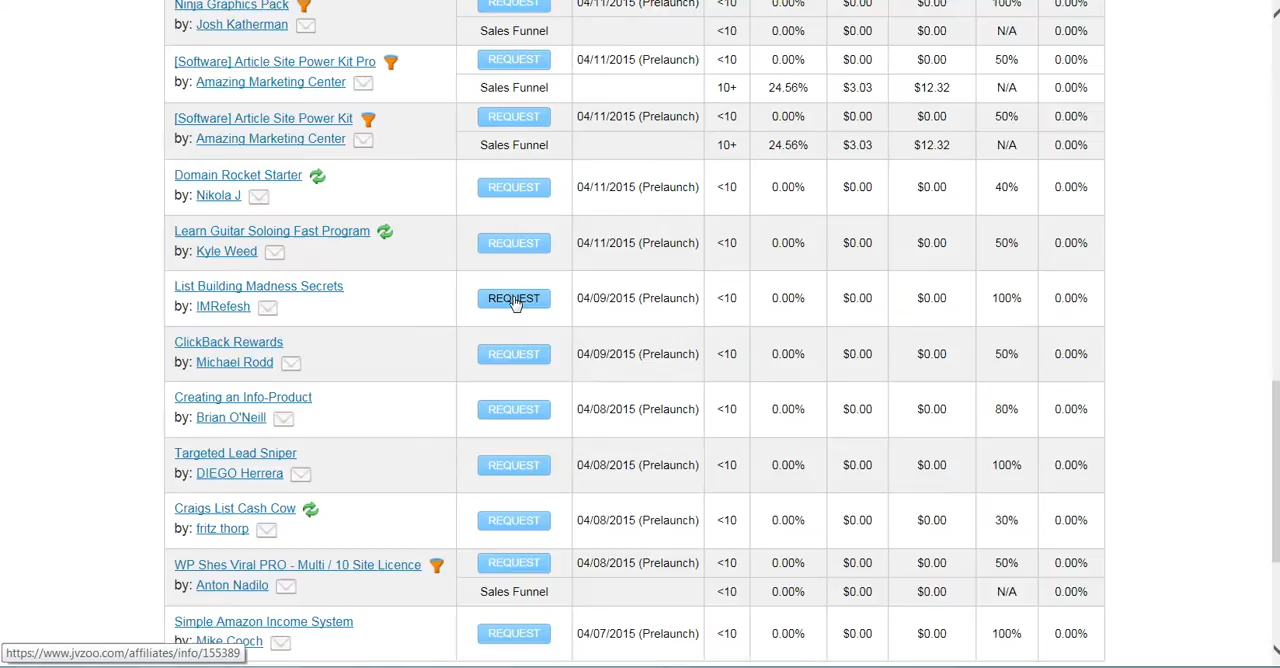 Ninja Graphics Pack REQUEST 04/11/2015 (Prelaunch) <10 0.00% $0.00 $0.00 100% 0.00%
by: Josh Katherman Sales Funnel <10 0.00% $0.00 $0.00 N/A 0.00%
[Software] Article Site Power Kit Pro REQUEST 04/11/2015 (Prelaunch) <10 0.00% $0.00 $0.00 50% 0.00%
by: Amazing Marketing Center Sales Funnel 10+ 24.56% $3.03 $12.32 N/A 0.00%
[Software] Article Site Power Kit REQUEST 04/11/2015 (Prelaunch) <10 0.00% $0.00 $0.00 50% 0.00%
by: Amazing Marketing Center Sales Funnel 10+ 24.56% $3.03 $12.32 N/A 0.00%
Domain Rocket Starter
by: Nikola J REQUEST 04/11/2015 (Prelaunch) <10 0.00% $0.00 $0.00 40% 0.00%
Learn Guitar Soloing Fast Program
by: Kyle Weed REQUEST 04/11/2015 (Prelaunch) <10 0.00% $0.00 $0.00 50% 0.00%
List Building Madness Secrets
by: IMRefesh REQUEST 04/09/2015 (Prelaunch) <10 0.00% $0.00 $0.00 100% 0.00%
ClickBack Rewards
by: Michael Rodd REQUEST 04/09/2015 (Prelaunch) <10 0.00% $0.00 $0.00 50% 0.00%
Creating an Info-Product
by: Brian O'Neill REQUEST 04/08/2015 (Prelaunch) <10 0.00% $0.00 $0.00 80% 0.00%
Targeted Lead Sniper
by: DIEGO Herrera REQUEST 04/08/2015 (Prelaunch) <10 0.00% $0.00 $0.00 100% 0.00%
Craigs List Cash Cow
by: fritz thorp REQUEST 04/08/2015 (Prelaunch) <10 0.00% $0.00 $0.00 30% 0.00%
WP Shes Viral PRO - Multi / 10 Site Licence REQUEST 04/08/2015 (Prelaunch) <10 0.00% $0.00 $0.00 50% 0.00%
by: Anton Nadilo Sales Funnel <10 0.00% $0.00 $0.00 N/A 0.00%
Simple Amazon Income System
by: Mike Cooch REQUEST 04/07/2015 (Prelaunch) <10 0.00% $0.00 $0.00 100% 0.00%
https://www.jvzoo.com/affiliates/info/155389